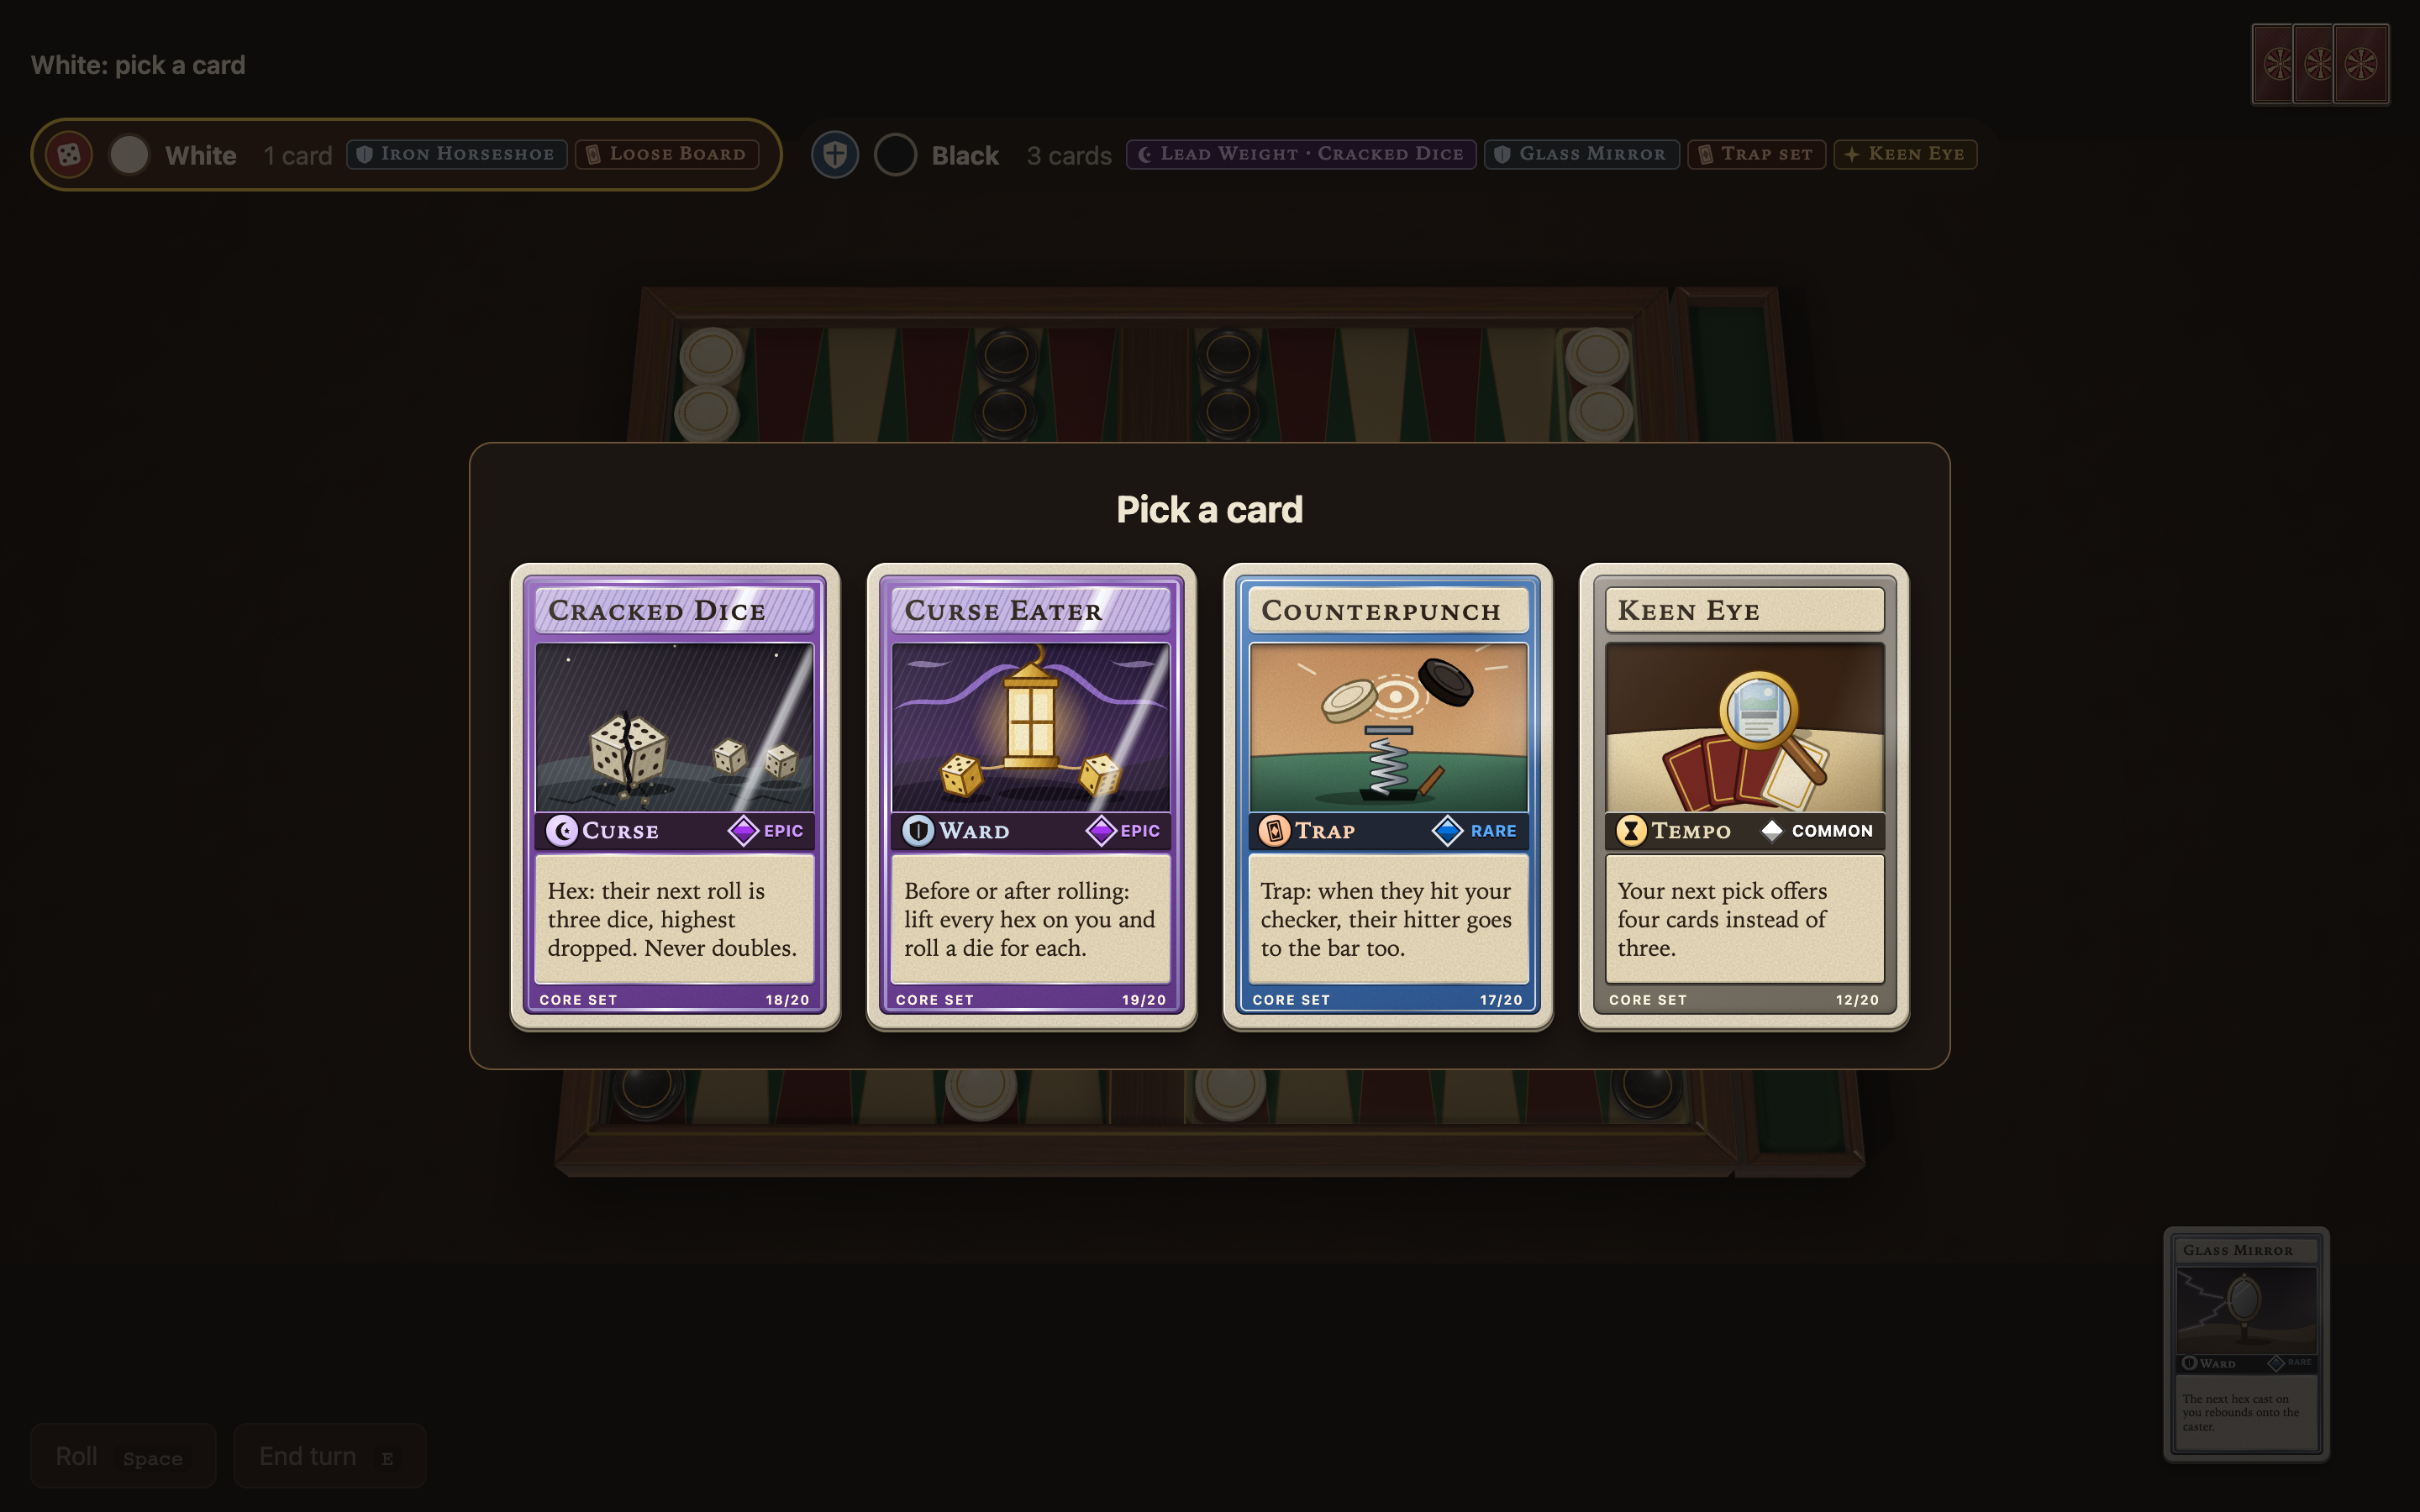 White: pick a card
White 1 card IRON HORSESHOE LOOSE BOARD
Black 3 cards LEAD WEIGHT · CRACKED DICE GLASS MIRROR TRAP SET KEEN EYE
Pick a card
CRACKED DICE
CURSE
EPIC
Hex: their next roll is
three dice, highest
dropped. Never doubles.
CORE SET 18/20
CURSE EATER
WARD
EPIC
Before or after rolling:
lift every hex on you and
roll a die for each.
CORE SET 19/20
COUNTERPUNCH
TRAP
RARE
Trap: when they hit your
checker, their hitter goes
to the bar too.
CORE SET 17/20
KEEN EYE
TEMPO
COMMON
Your next pick offers
four cards instead of
three.
CORE SET 12/20
GLASS MIRROR
WARD
RARE
The next hex cast on
you rebounds onto the
caster.
Roll Space
End turn E